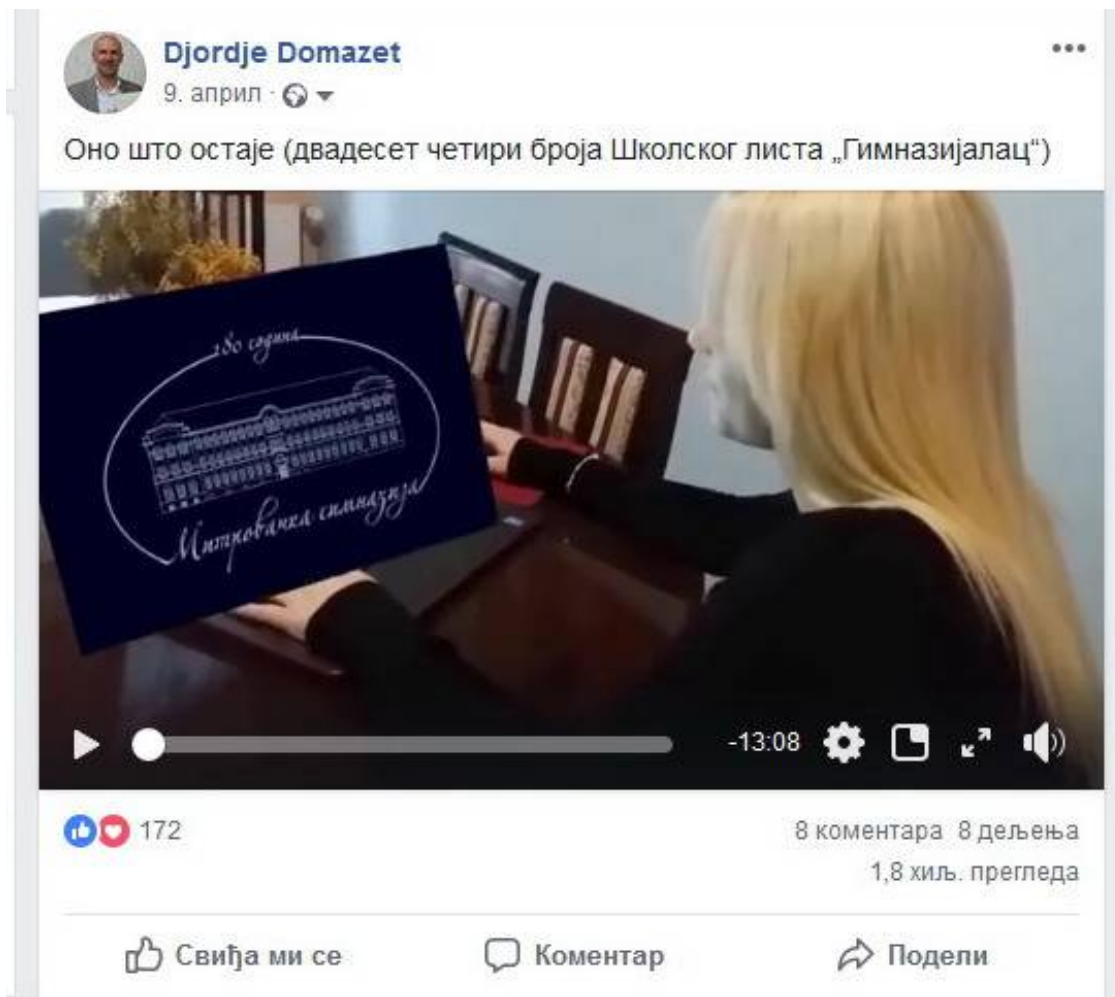 Djordje Domazet
9. април
Оно што остаје (двадесет четири броја Школског листа „Гимназијалац“)
180 година
Митровачка гимназија
-13:08
172
8 коментара 8 дељења
1,8 хиљ. прегледа
Свиђа ми се Коментар Подели